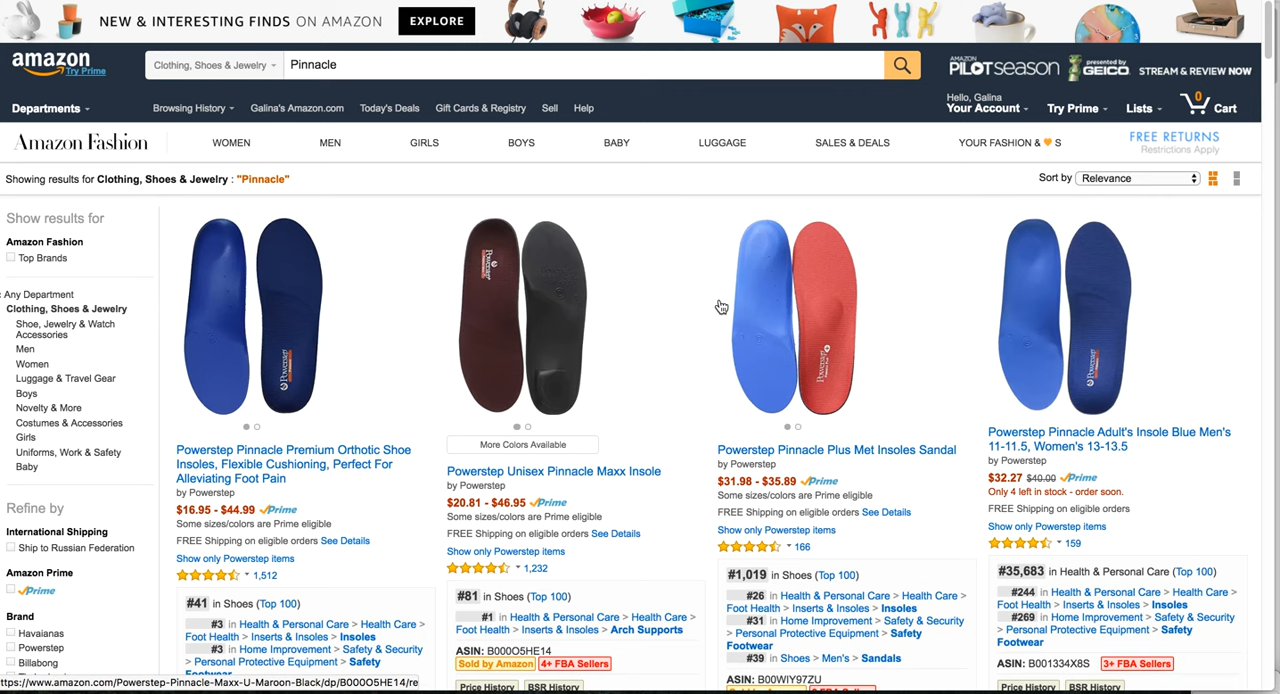 NEW & INTERESTING FINDS ON AMAZON EXPLORE
amazon Try Prime
Clothing, Shoes & Jewelry Pinnacle
AMAZON PILOT SEASON presented by GEICO STREAM & REVIEW NOW
Departments Browsing History Galina's Amazon.com Today's Deals Gift Cards & Registry Sell Help
Hello, Galina
Your Account Try Prime Lists 0 Cart
Amazon Fashion WOMEN MEN GIRLS BOYS BABY LUGGAGE SALES & DEALS YOUR FASHION & S FREE RETURNS
Restrictions Apply
Showing results for Clothing, Shoes & Jewelry : "Pinnacle" Sort by Relevance
Show results for
Amazon Fashion
Top Brands
Any Department
Clothing, Shoes & Jewelry
Shoe, Jewelry & Watch
Accessories
Men
Women
Luggage & Travel Gear
Boys
Novelty & More
Costumes & Accessories
Girls
Uniforms, Work & Safety
Baby
Refine by
International Shipping
Ship to Russian Federation
Amazon Prime
Prime
Brand
Havaianas
Powerstep
Billabong
Powerstep Pinnacle Premium Orthotic Shoe
Insoles, Flexible Cushioning, Perfect For
Alleviating Foot Pain
by Powerstep
$16.95 - $44.99 Prime
Some sizes/colors are Prime eligible
FREE Shipping on eligible orders See Details
Show only Powerstep items
1,512
#41 in Shoes (Top 100)
#3 in Health & Personal Care > Health Care >
Foot Health > Inserts & Insoles > Insoles
#3 in Home Improvement > Safety & Security
> Personal Protective Equipment > Safety
Footwear
More Colors Available
Powerstep Unisex Pinnacle Maxx Insole
by Powerstep
$20.81 - $46.95 Prime
Some sizes/colors are Prime eligible
FREE Shipping on eligible orders See Details
Show only Powerstep items
1,232
#81 in Shoes (Top 100)
#1 in Health & Personal Care > Health Care >
Foot Health > Inserts & Insoles > Arch Supports
ASIN: B000O5HE14
Sold by Amazon 4+ FBA Sellers
Price History BSR History
Powerstep Pinnacle Plus Met Insoles Sandal
by Powerstep
$31.98 - $35.89 Prime
Some sizes/colors are Prime eligible
FREE Shipping on eligible orders See Details
Show only Powerstep items
166
#1,019 in Shoes (Top 100)
#26 in Health & Personal Care > Health Care >
Foot Health > Inserts & Insoles > Insoles
#31 in Home Improvement > Safety & Security
> Personal Protective Equipment > Safety
Footwear
#39 in Shoes > Men's > Sandals
ASIN: B00WIY97ZU
Powerstep Pinnacle Adult's Insole Blue Men's
11-11.5, Women's 13-13.5
by Powerstep
$32.27 $40.00 Prime
Only 4 left in stock - order soon.
FREE Shipping on eligible orders
Show only Powerstep items
159
#35,683 in Health & Personal Care (Top 100)
#244 in Health & Personal Care > Health Care >
Foot Health > Inserts & Insoles > Insoles
#269 in Home Improvement > Safety & Security
> Personal Protective Equipment > Safety
Footwear
ASIN: B001334X8S 3+ FBA Sellers
Price History BSR History
ttps://www.amazon.com/Powerstep-Pinnacle-Maxx-U-Maroon-Black/dp/B000O5HE14/re